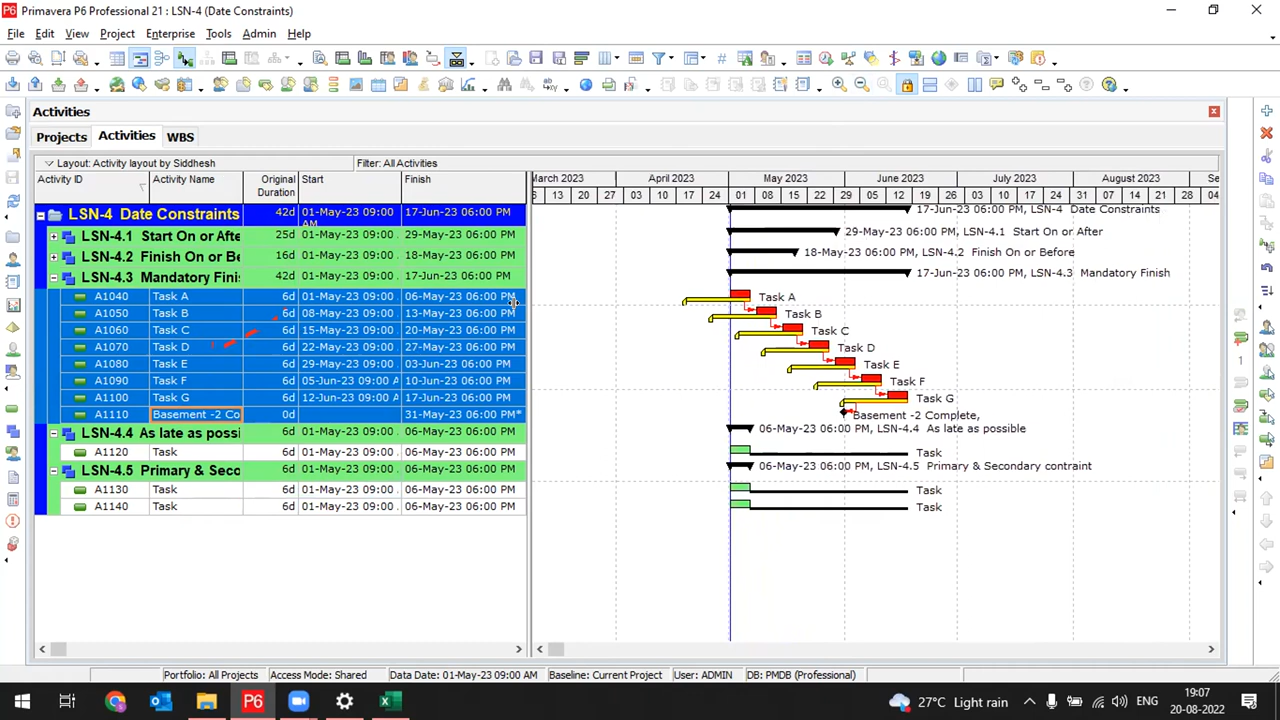 Primavera P6 Professional 21 : LSN-4 (Date Constraints)
File Edit View Project Enterprise Tools Admin Help
Activities
Projects Activities WBS
Layout: Activity layout by Siddhesh Filter: All Activities
Activity ID Activity Name Original Duration Start Finish
March 2023 April 2023 May 2023 June 2023 July 2023 August 2023 Se
6 13 20 27 03 10 17 24 01 08 15 22 29 05 12 19 26 03 10 17 24 31 07 14 21 28 04
LSN-4 Date Constraints 42d 01-May-23 09:00 AM 17-Jun-23 06:00 PM 17-Jun-23 06:00 PM, LSN-4 Date Constraints
LSN-4.1 Start On or Afte 25d 01-May-23 09:00 29-May-23 06:00 PM 29-May-23 06:00 PM, LSN-4.1 Start On or After
LSN-4.2 Finish On or Be 16d 01-May-23 09:00 18-May-23 06:00 PM 18-May-23 06:00 PM, LSN-4.2 Finish On or Before
LSN-4.3 Mandatory Fini 42d 01-May-23 09:00 17-Jun-23 06:00 PM 17-Jun-23 06:00 PM, LSN-4.3 Mandatory Finish
A1040 Task A 6d 01-May-23 09:00 06-May-23 06:00 PM Task A
A1050 Task B 6d 08-May-23 09:00 13-May-23 06:00 PM Task B
A1060 Task C 6d 15-May-23 09:00 20-May-23 06:00 PM Task C
A1070 Task D 6d 22-May-23 09:00 27-May-23 06:00 PM Task D
A1080 Task E 6d 29-May-23 09:00 03-Jun-23 06:00 PM Task E
A1090 Task F 6d 05-Jun-23 09:00 A 10-Jun-23 06:00 PM Task F
A1100 Task G 6d 12-Jun-23 09:00 A 17-Jun-23 06:00 PM Task G
A1110 Basement -2 Co 0d 31-May-23 06:00 PM* Basement -2 Complete,
LSN-4.4 As late as possi 6d 01-May-23 09:00 06-May-23 06:00 PM 06-May-23 06:00 PM, LSN-4.4 As late as possible
A1120 Task 6d 01-May-23 09:00 06-May-23 06:00 PM Task
LSN-4.5 Primary & Seco 6d 01-May-23 09:00 06-May-23 06:00 PM 06-May-23 06:00 PM, LSN-4.5 Primary & Secondary contraint
A1130 Task 6d 01-May-23 09:00 06-May-23 06:00 PM Task
A1140 Task 6d 01-May-23 09:00 06-May-23 06:00 PM Task
Portfolio: All Projects Access Mode: Shared Data Date: 01-May-23 09:00 AM Baseline: Current Project User: ADMIN DB: PMDB (Professional)
27°C Light rain ENG 19:07
20-08-2022